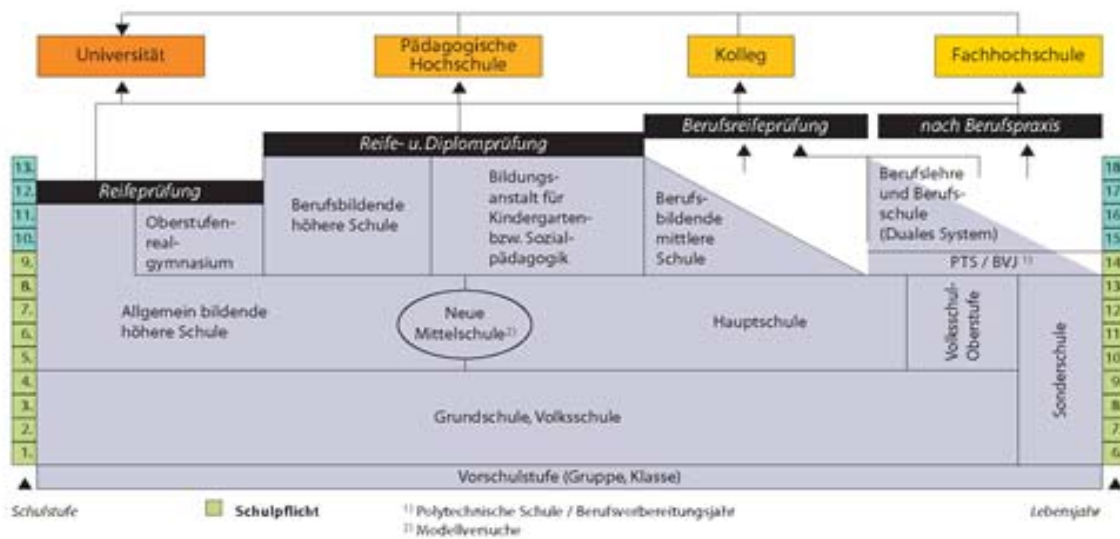 Universität
Pädagogische
Hochschule
Kolleg
Fachhochschule
Berufsreifeprüfung
nach Berufspraxis
Reife- u. Diplomprüfung
Reifeprüfung
13.
12.
11.
10.
9.
8.
7.
6.
5.
4.
3.
2.
1.
Oberstufen-
real-
gymnasium
Berufsbildende
höhere Schule
Bildungs-
anstalt für
Kindergarten-
bzw. Sozial-
pädagogik
Berufs-
bildende
mittlere
Schule
Berufslehre
und Berufs-
schule
(Duales System)
PTS / BVJ 1)
Allgemein bildende
höhere Schule
Neue
Mittelschule2)
Hauptschule
Volksschul-
Oberstufe
Sonderschule
Grundschule, Volksschule
Vorschulstufe (Gruppe, Klasse)
18
17
16
15
14
13
12
11
10
9
8
7
6
Schulstufe
Schulpflicht
1) Polytechnische Schule / Berufsvorbereitungsjahr
2) Modellversuche
Lebensjahr